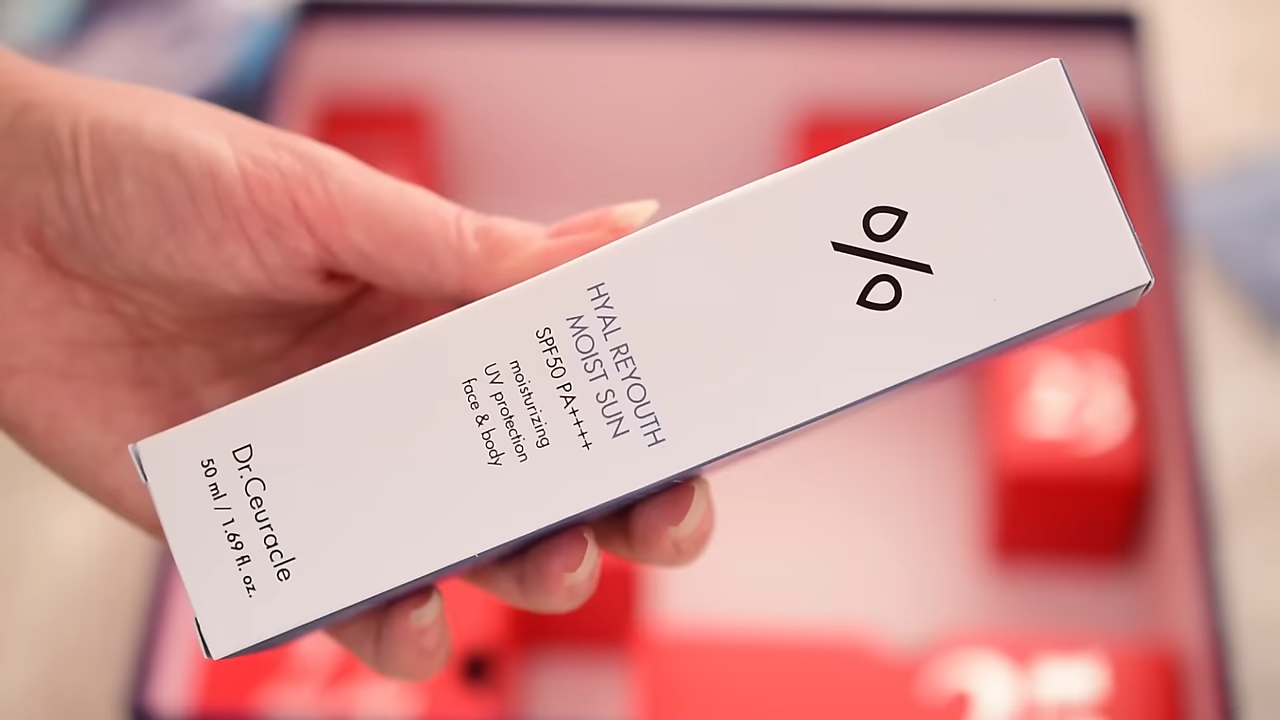 HYAL REYOUTH
MOIST SUN
SPF50 PA++++
moisturizing
UV protection
face & body
Dr.Ceuracle
50 ml / 1.69 fl. oz.